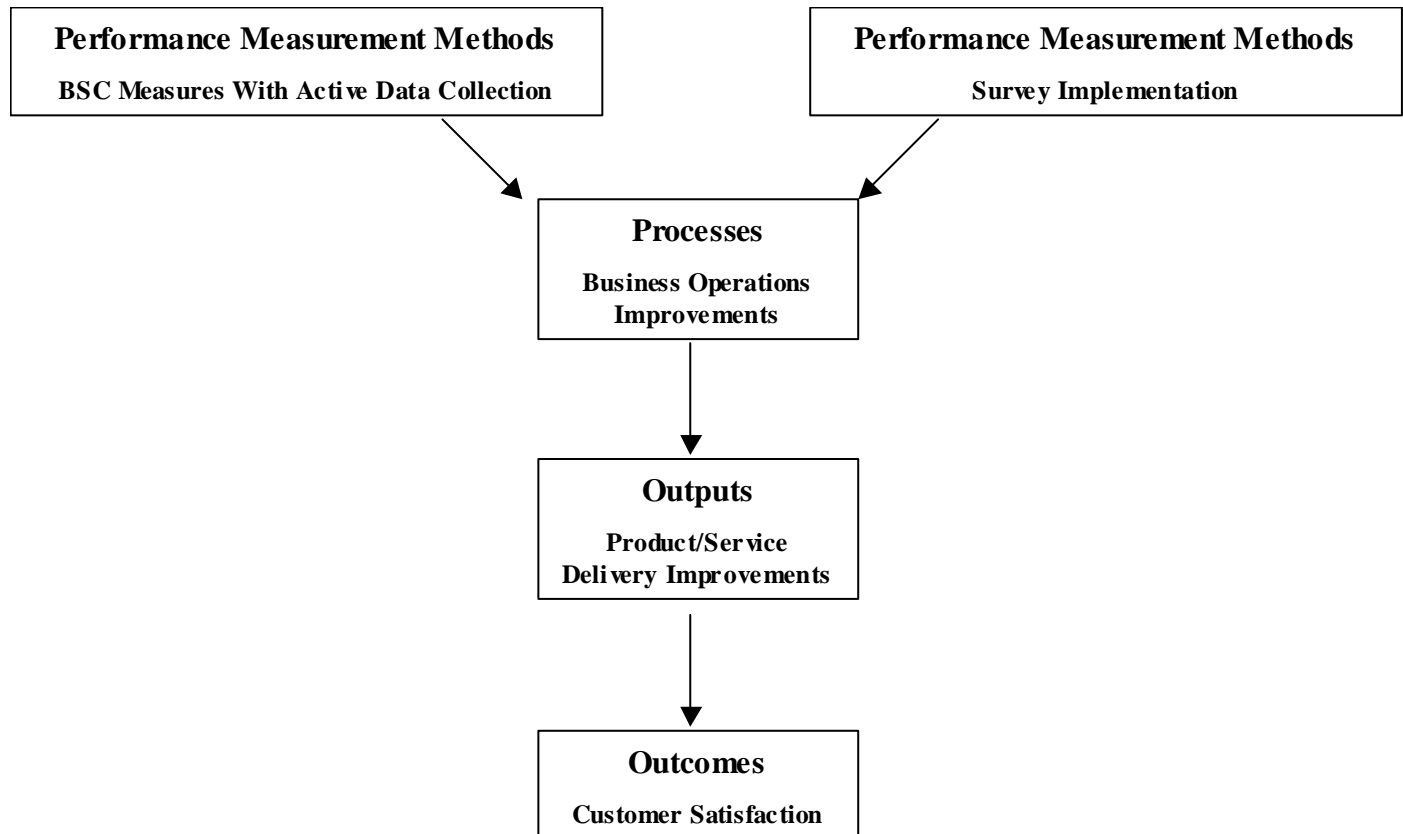 Performance Measurement Methods
BSC Measures With Active Data Collection
Performance Measurement Methods
Survey Implementation
Processes
Business Operations
Improvements
Outputs
Product/Service
Delivery Improvements
Outcomes
Customer Satisfaction